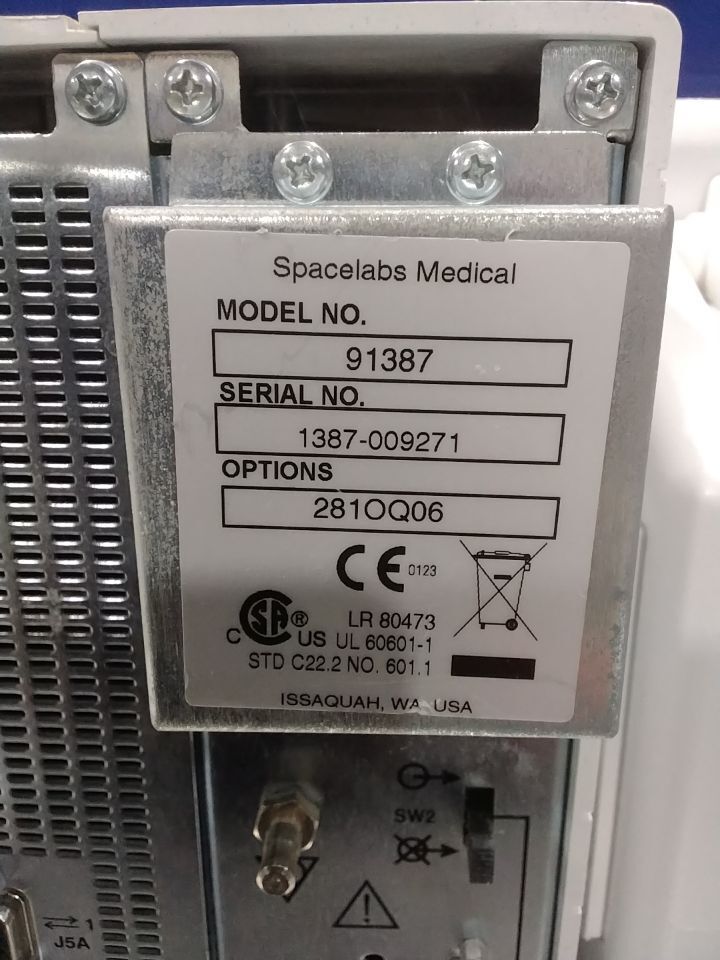 Spacelabs Medical
MODEL NO.
91387
SERIAL NO.
1387-009271
OPTIONS
281OQ06
CE 0123
CSA ®
C US
LR 80473
UL 60601-1
STD C22.2 NO. 601.1
ISSAQUAH, WA, USA
SW2
1
J5A